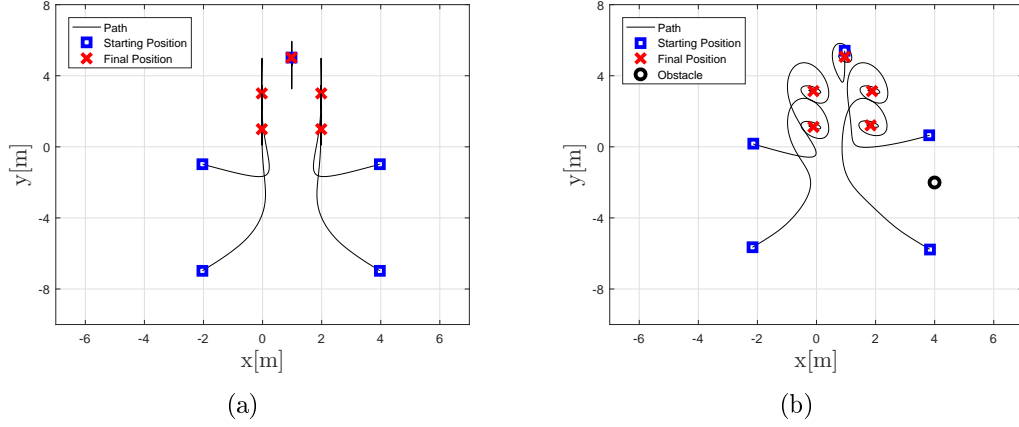 8
4
0
-4
-8
y[m]
-6
-4
-2
0
2
4
6
x[m]
Path
Starting Position
Final Position
(a)
8
4
0
-4
-8
y[m]
-6
-4
-2
0
2
4
6
x[m]
Path
Starting Position
Final Position
Obstacle
(b)